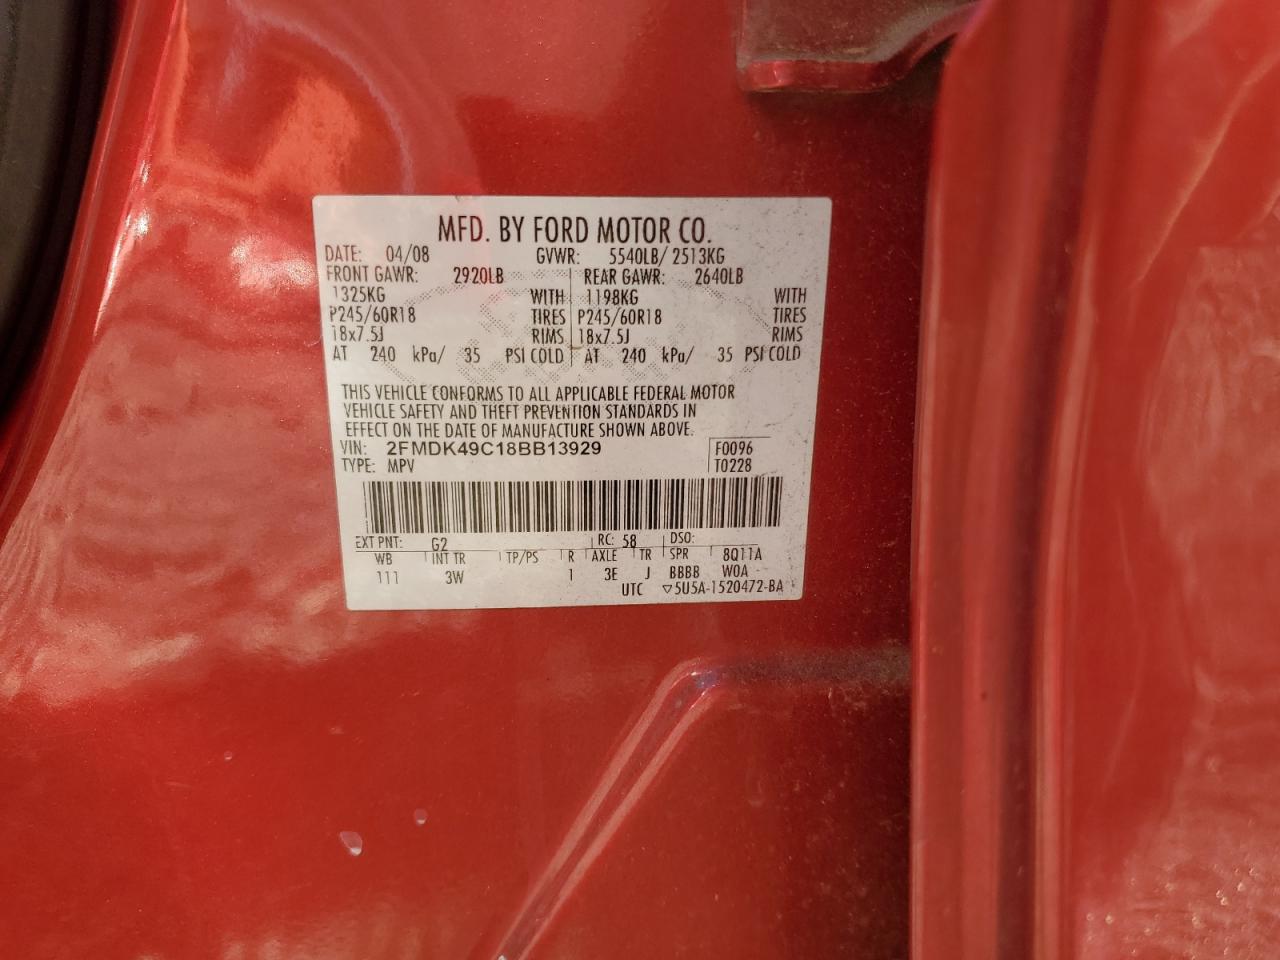 MFD. BY FORD MOTOR CO.
DATE: 04/08 GVWR: 5540LB/ 2513KG
FRONT GAWR: 2920LB REAR GAWR: 2640LB
1325KG WITH 1198KG WITH
P245/60R18 TIRES P245/60R18 TIRES
18x7.5J RIMS 18x7.5J RIMS
AT 240 kPa/ 35 PSI COLD AT 240 kPa/ 35 PSI COLD
THIS VEHICLE CONFORMS TO ALL APPLICABLE FEDERAL MOTOR
VEHICLE SAFETY AND THEFT PREVENTION STANDARDS IN
EFFECT ON THE DATE OF MANUFACTURE SHOWN ABOVE.
VIN: 2FMDK49C18BB13929 F0096
TYPE: MPV T0228
EXT PNT: G2 RC: 58 DSO:
WB INT TR TP/PS R AXLE TR SPR 8Q11A
111 3W 1 3E J BBBB W0A
UTC ▽5U5A-1520472-BA